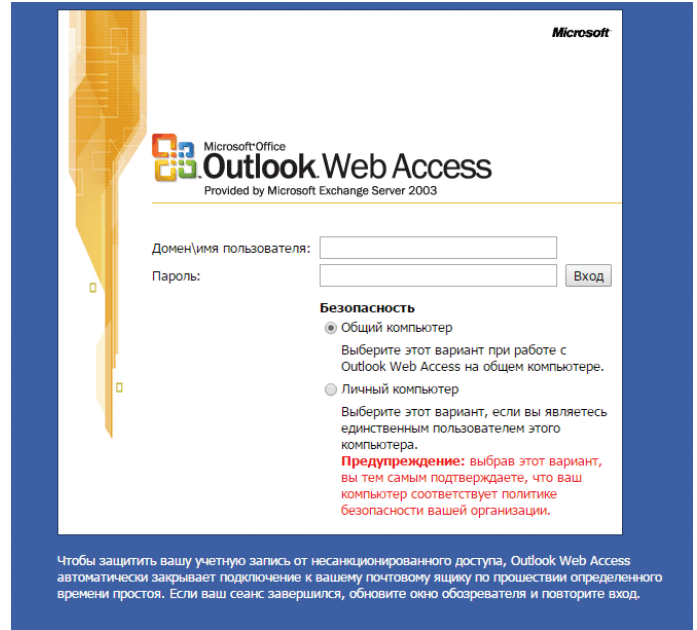 Microsoft
Microsoft Office
Outlook Web Access
Provided by Microsoft Exchange Server 2003
Домен\имя пользователя:
Пароль:
Вход
Безопасность
Общий компьютер
Выберите этот вариант при работе с
Outlook Web Access на общем компьютере.
Личный компьютер
Выберите этот вариант, если вы являетесь
единственным пользователем этого
компьютера.
Предупреждение: выбрав этот вариант,
вы тем самым подтверждаете, что ваш
компьютер соответствует политике
безопасности вашей организации.
Чтобы защитить вашу учетную запись от несанкционированного доступа, Outlook Web Access
автоматически закрывает подключение к вашему почтовому ящику по прошествии определенного
времени простоя. Если ваш сеанс завершился, обновите окно обозревателя и повторите вход.